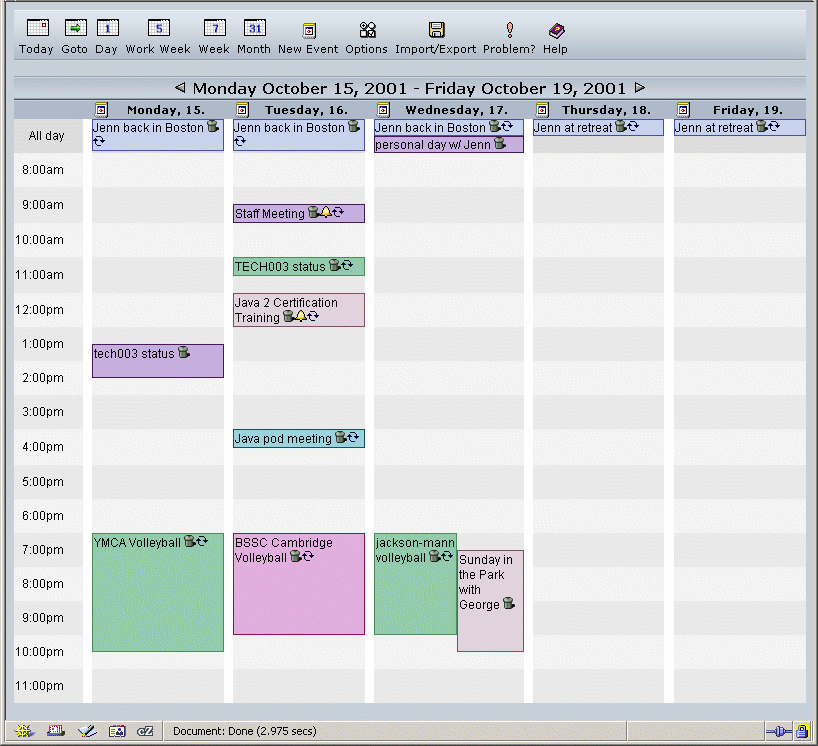 Today Goto Day Work Week Week Month New Event Options Import/Export Problem? Help
1 5 7 31
Monday October 15, 2001 - Friday October 19, 2001
Monday, 15. Tuesday, 16. Wednesday, 17. Thursday, 18. Friday, 19.
All day
Jenn back in Boston
Jenn back in Boston
Jenn back in Boston
personal day w/ Jenn
Jenn at retreat
Jenn at retreat
8:00am
9:00am
Staff Meeting
10:00am
11:00am
TECH003 status
12:00pm
Java 2 Certification
Training
1:00pm
tech003 status
2:00pm
3:00pm
4:00pm
Java pod meeting
5:00pm
6:00pm
7:00pm
YMCA Volleyball
BSSC Cambridge
Volleyball
jackson-mann
volleyball
Sunday in
the Park
with
George
8:00pm
9:00pm
10:00pm
11:00pm
Document: Done (2.975 secs)